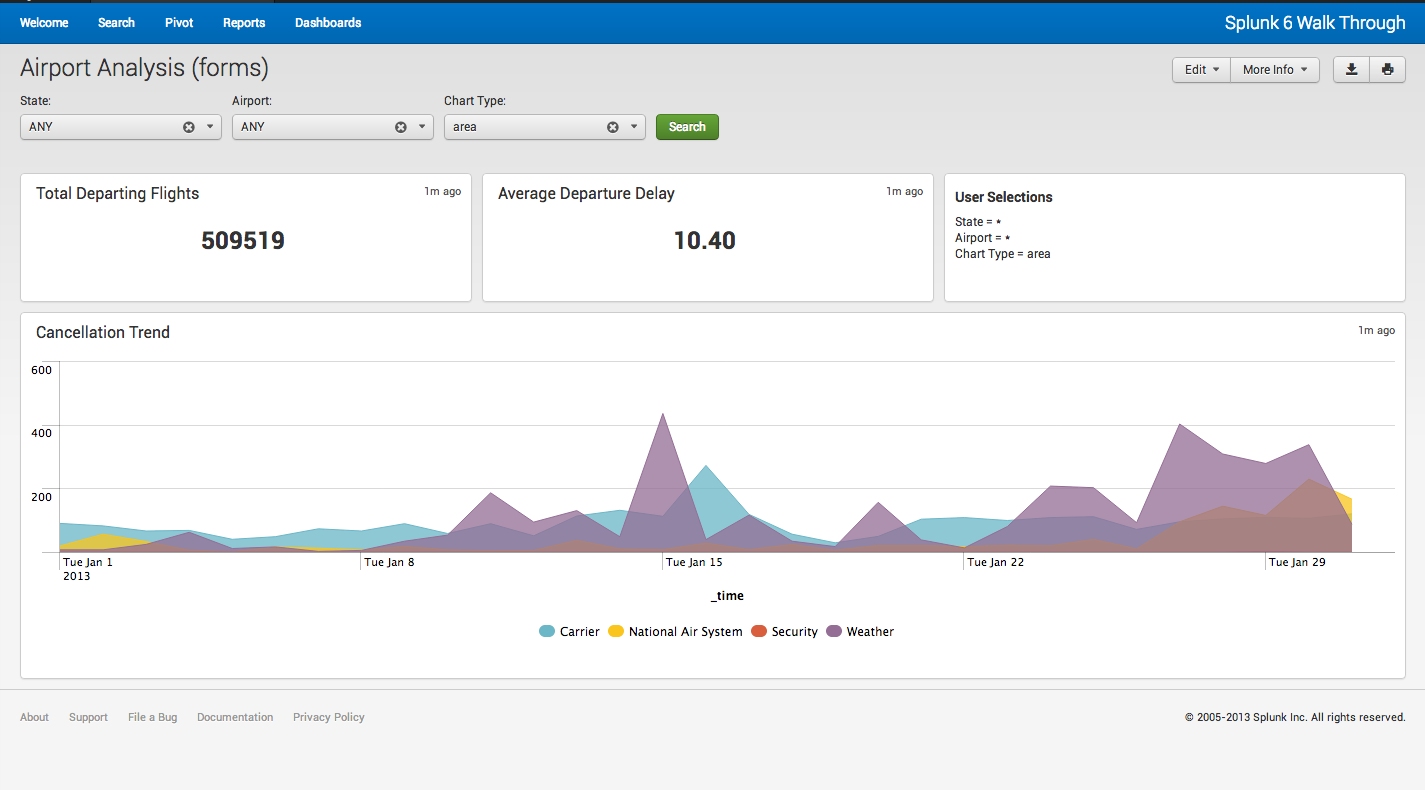 Welcome Search Pivot Reports Dashboards Splunk 6 Walk Through
Airport Analysis (forms) Edit More Info
State: Airport: Chart Type:
ANY ANY area Search
Total Departing Flights 1m ago
509519
Average Departure Delay 1m ago
10.40
User Selections
State = *
Airport = *
Chart Type = area
Cancellation Trend 1m ago
600
400
200
Tue Jan 1 Tue Jan 8 Tue Jan 15 Tue Jan 22 Tue Jan 29
2013
_time
Carrier National Air System Security Weather
About Support File a Bug Documentation Privacy Policy © 2005-2013 Splunk Inc. All rights reserved.